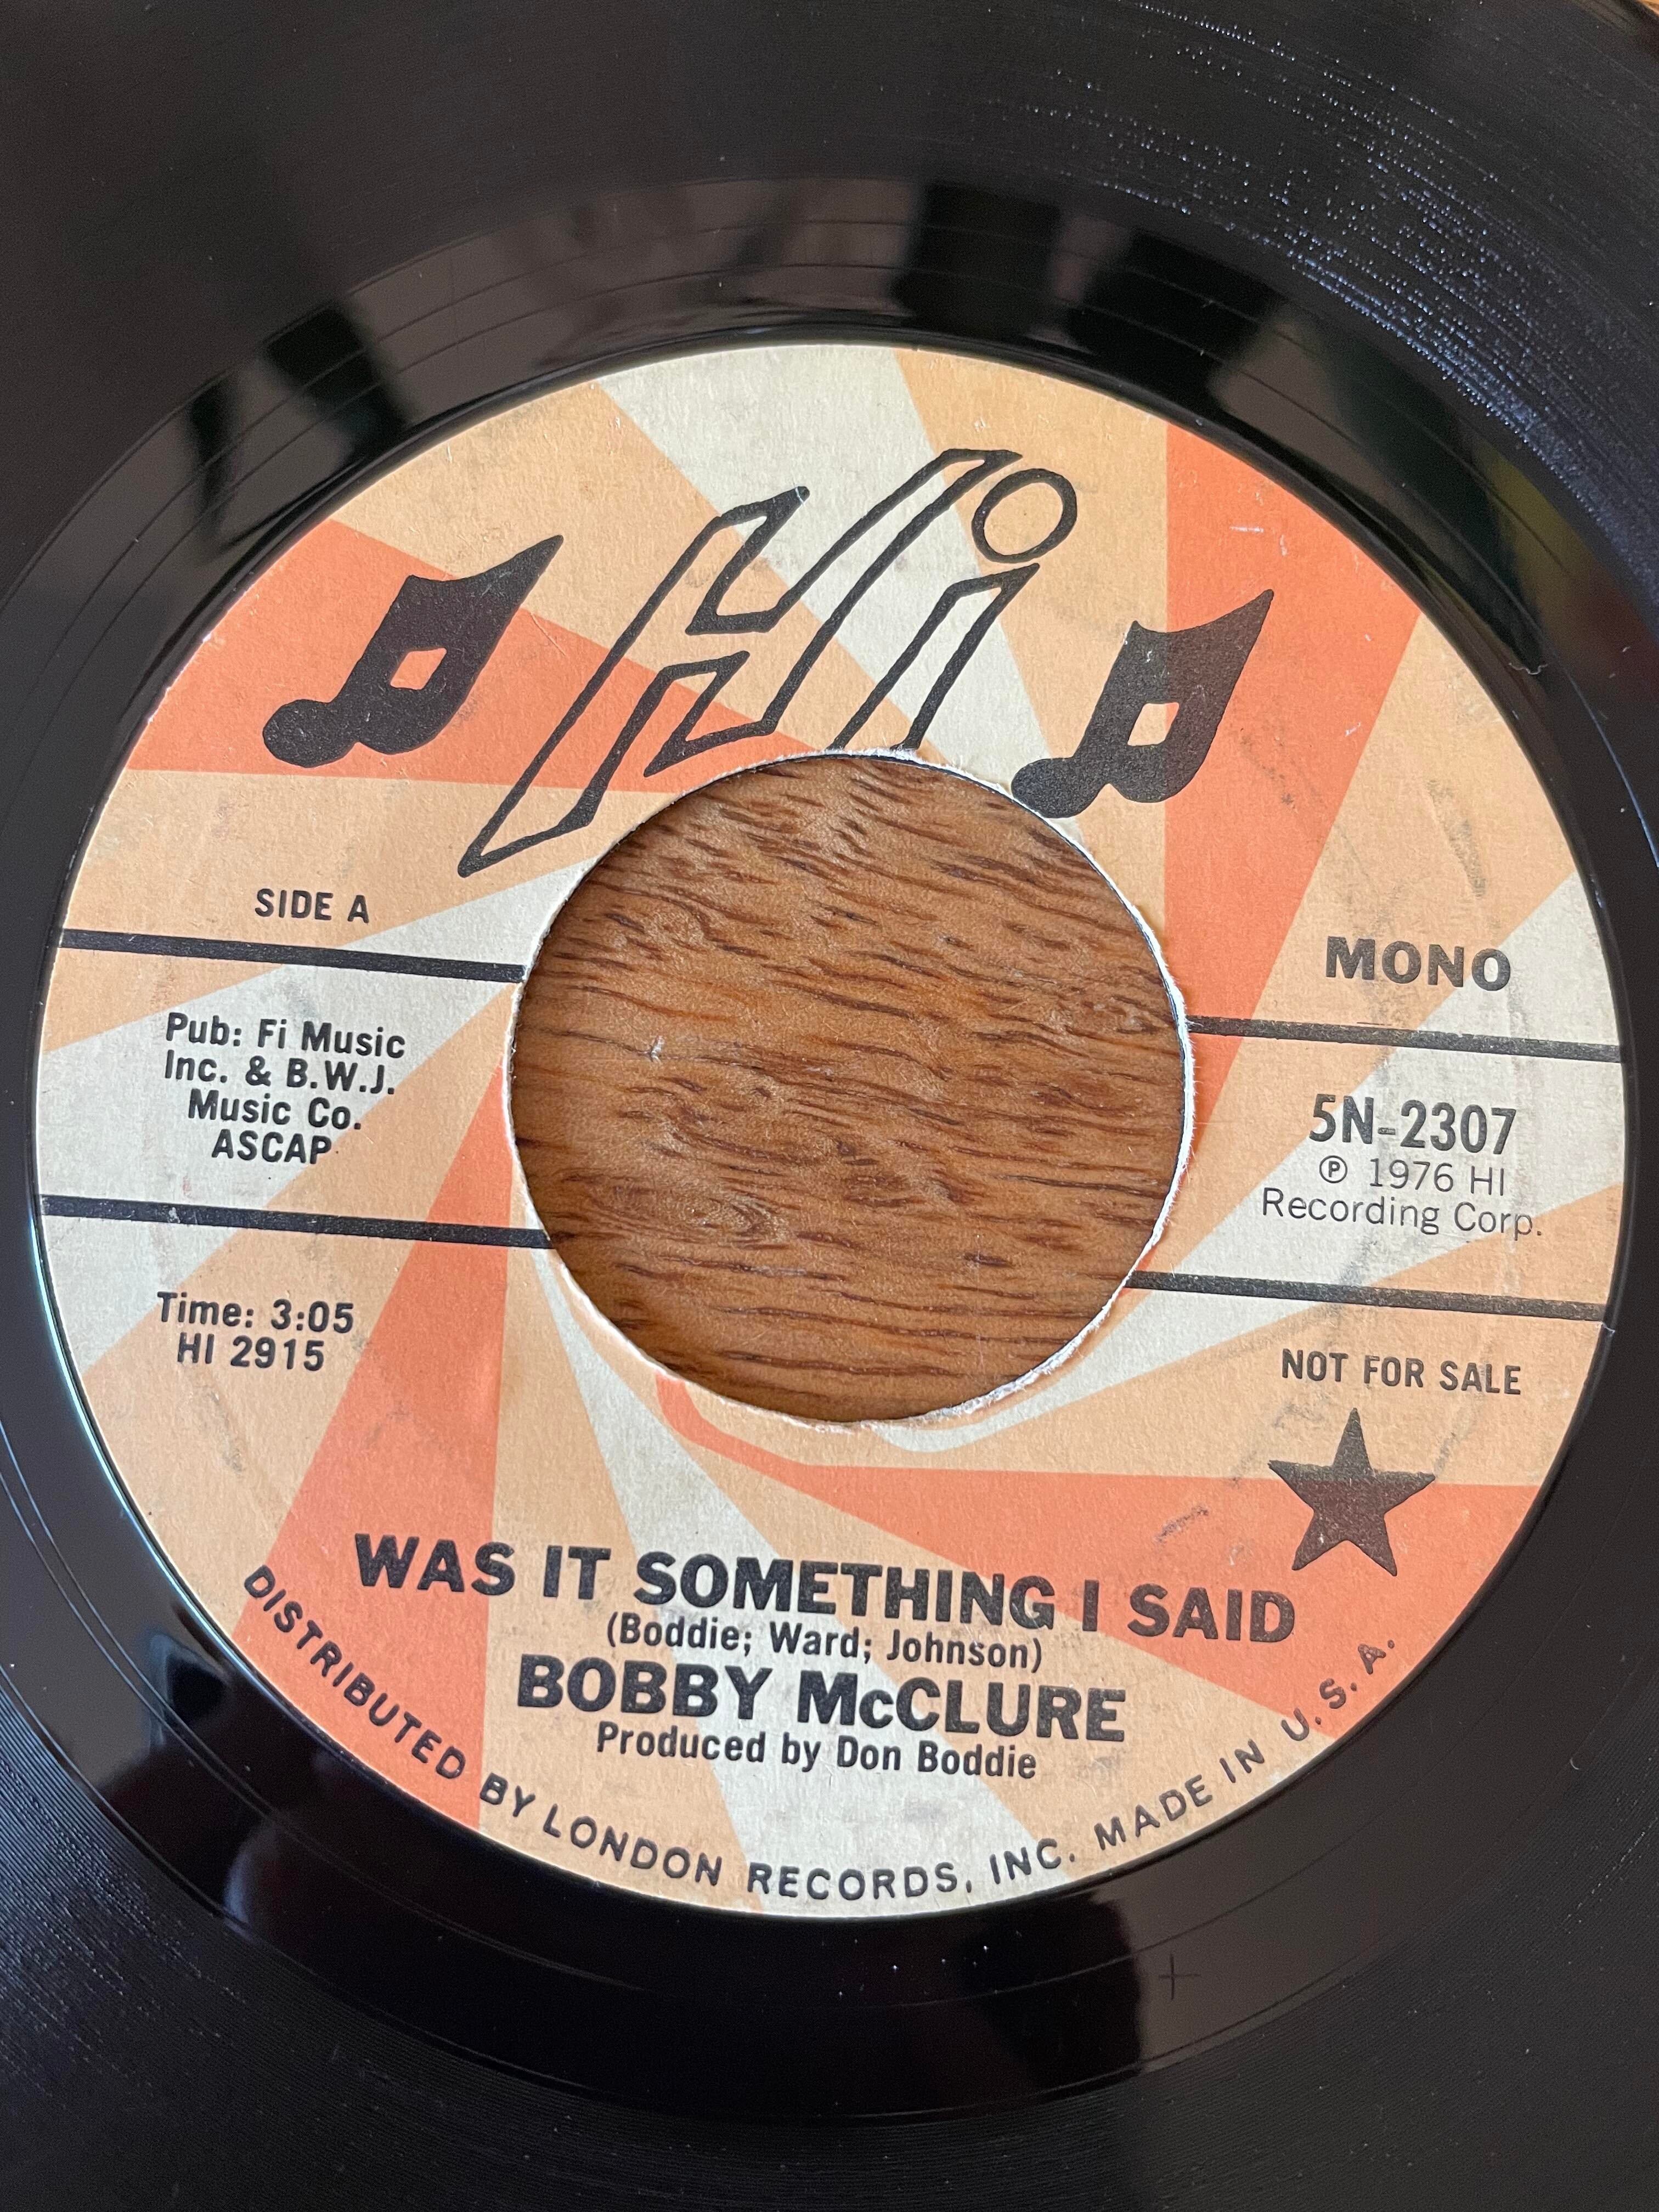 Hi
SIDE A
MONO
Pub: Fi Music
Inc. & B.W.J.
Music Co.
ASCAP
5N-2307
Ⓟ 1976 HI
Recording Corp.
Time: 3:05
HI 2915
NOT FOR SALE
WAS IT SOMETHING I SAID
(Boddie; Ward; Johnson)
BOBBY McCLURE
Produced by Don Boddie
DISTRIBUTED BY LONDON RECORDS, INC. MADE IN U.S.A.